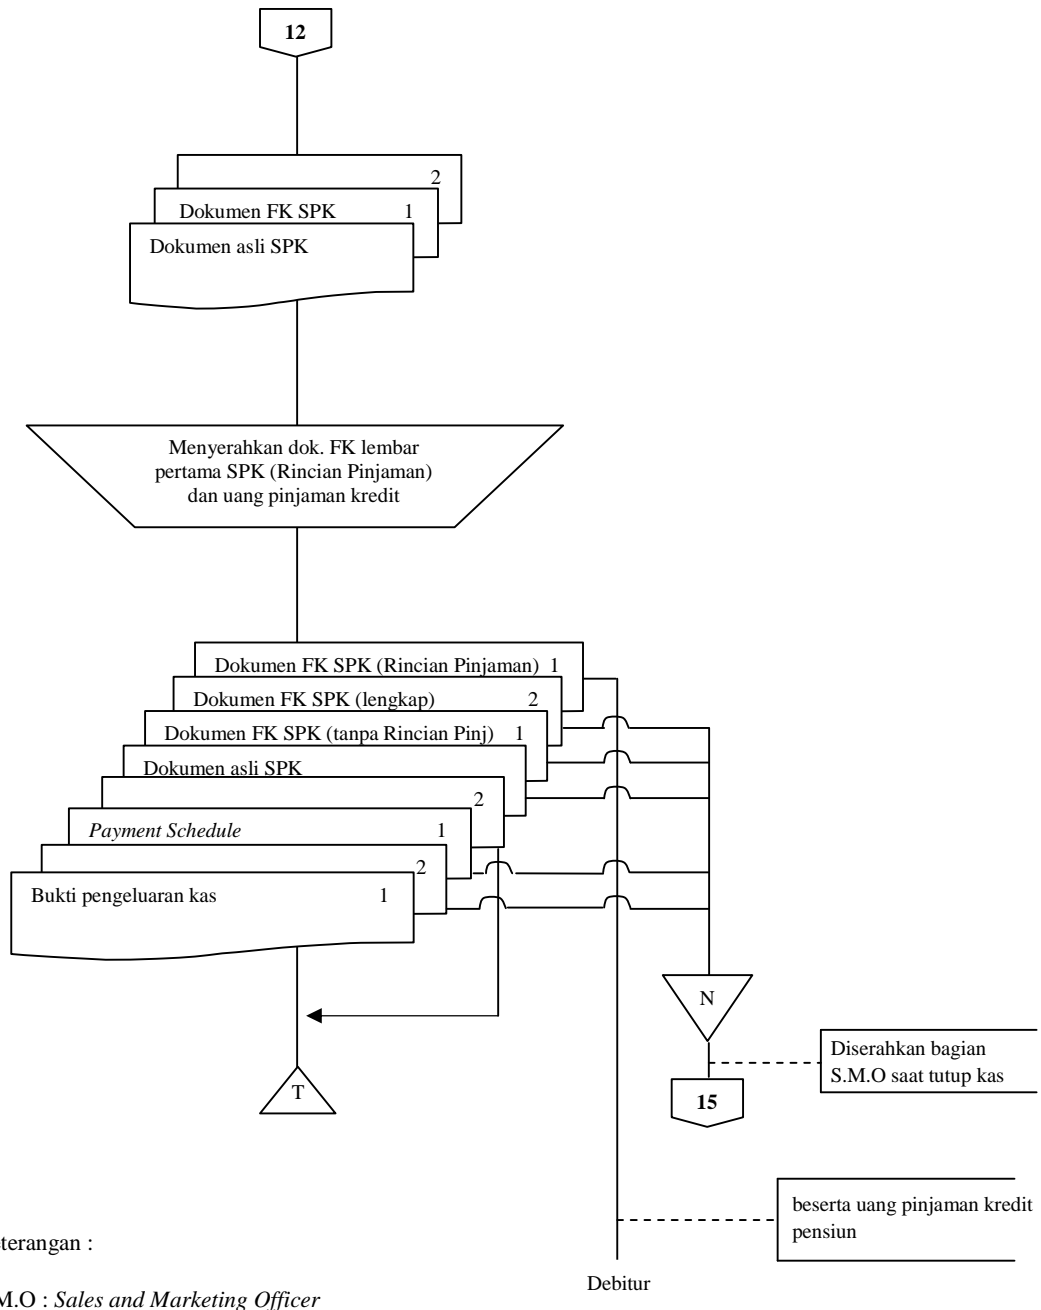 12
2
Dokumen FK SPK 1
Dokumen asli SPK
Menyerahkan dok. FK lembar
pertama SPK (Rincian Pinjaman)
dan uang pinjaman kredit
Dokumen FK SPK (Rincian Pinjaman) 1
Dokumen FK SPK (lengkap) 2
Dokumen FK SPK (tanpa Rincian Pinj) 1
Dokumen asli SPK
2
Payment Schedule 1
2
Bukti pengeluaran kas 1
N
Diserahkan bagian
S.M.O saat tutup kas
T
15
beserta uang pinjaman kredit
pensiun
eterangan :
Debitur
M.O : Sales and Marketing Officer